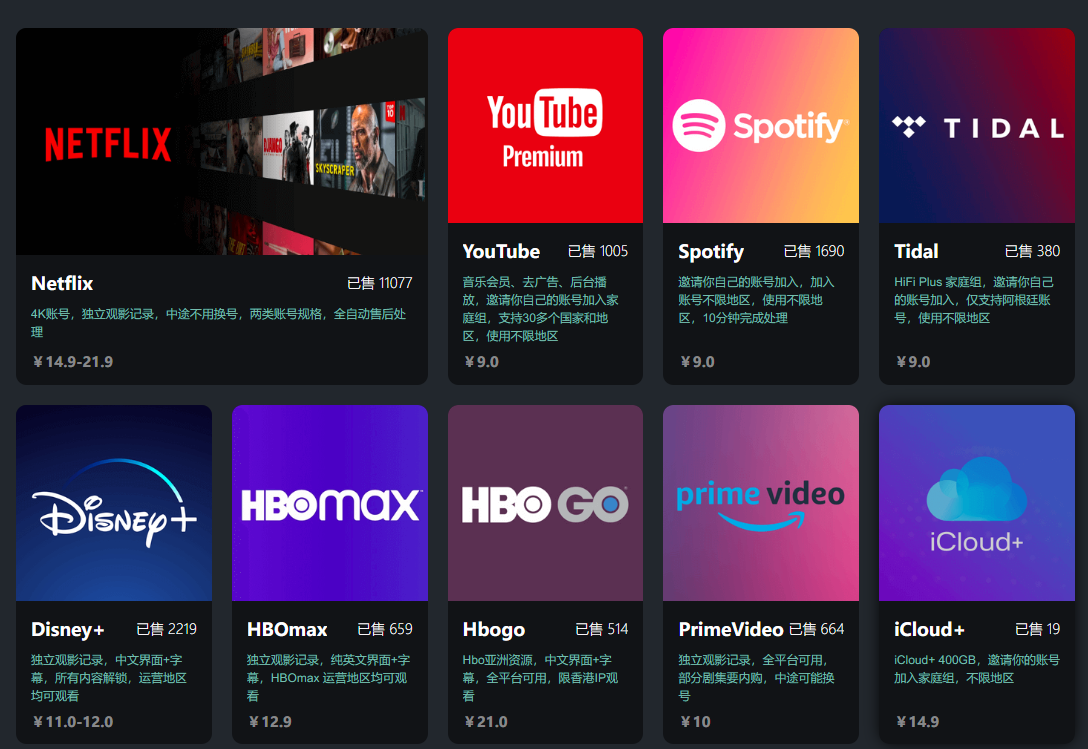 NETFLIX
DJANGO
SKYSCRAPER
TOP
10
Netflix
已售 11077
4K账号，独立观影记录，中途不用换号，两类账号规格，全自动售后处
理
￥14.9-21.9
YouTube
Premium
YouTube
已售 1005
音乐会员、去广告、后台播
放，邀请你自己的账号加入家
庭组，支持30多个国家和地
区，使用不限地区
￥9.0
Spotify
Spotify
已售 1690
邀请你自己的账号加入，加入
账号不限地区，使用不限地
区，10分钟完成处理
￥9.0
TIDAL
Tidal
已售 380
HiFi Plus 家庭组，邀请你自己
的账号加入，仅支持阿根廷账
号，使用不限地区
￥9.0
Disney+
Disney+
已售 2219
独立观影记录，中文界面+字
幕，所有内容解锁，运营地区
均可观看
￥11.0-12.0
HBOmax
HBOmax
已售 659
独立观影记录，纯英文界面+字
幕，HBOmax 运营地区均可观
看
￥12.9
HBO GO
Hbogo
已售 514
Hbo亚洲资源，中文界面+字
幕，全平台可用，限香港IP观
看
￥21.0
prime video
PrimeVideo
已售 664
独立观影记录，全平台可用，
部分剧集要内购，中途可能换
号
￥10
iCloud+
iCloud+
已售 19
iCloud+ 400GB，邀请你的账号
加入家庭组，不限地区
￥14.9